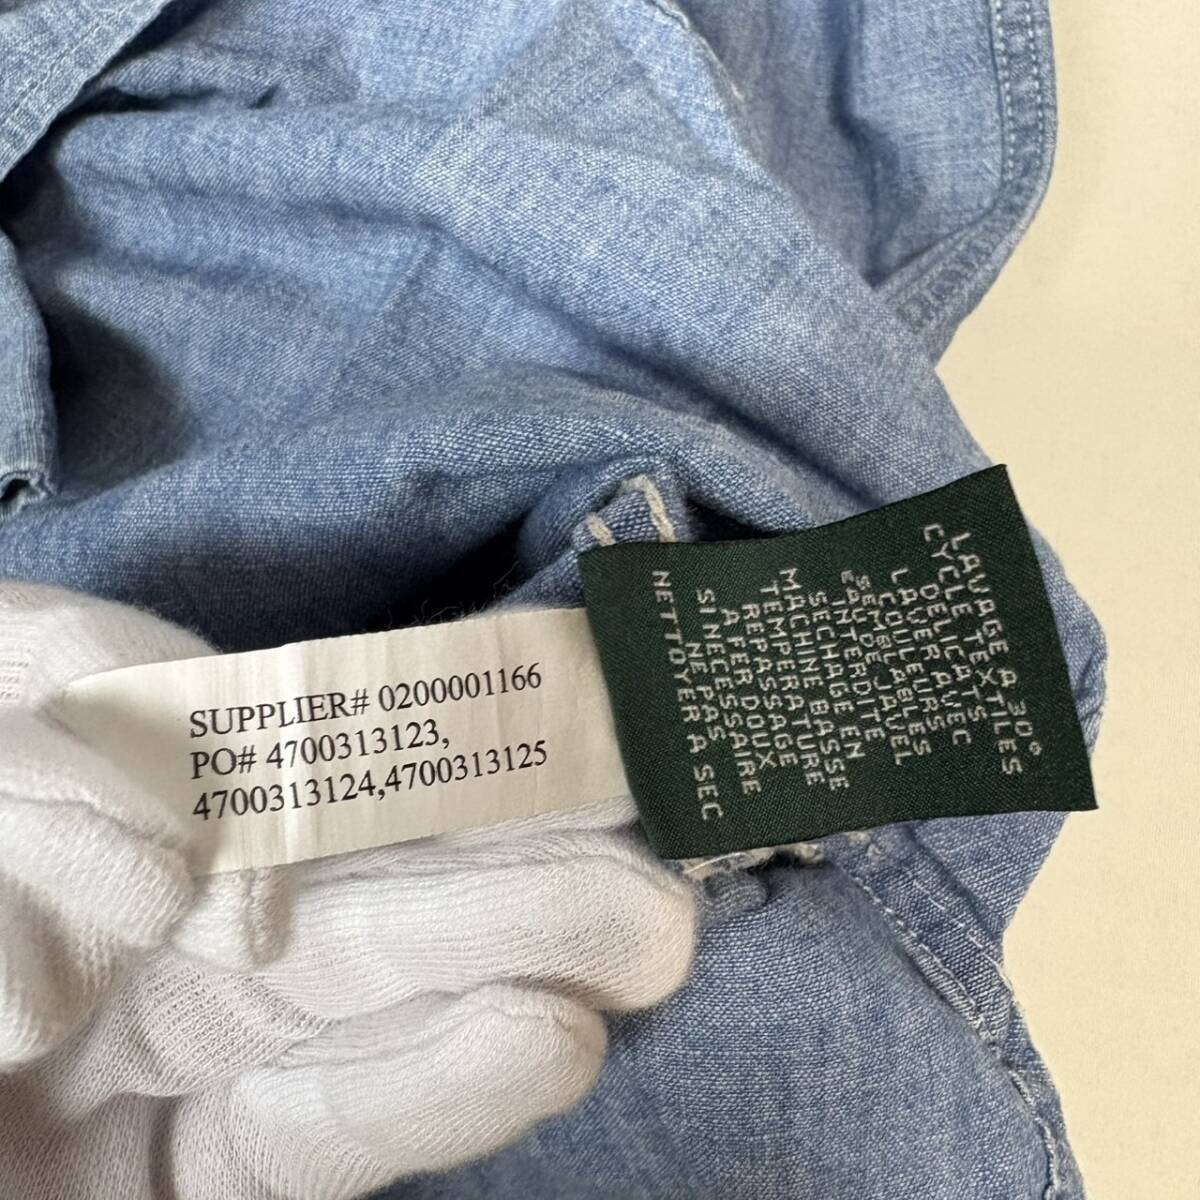 SUPPLIER# 0200001166
PO# 4700313123,
4700313124,4700313125
LAVAGE A 30°
CYCLE TEXTILES
DELICATS
LAVER AVEC
COULEURS
SEMBLABLES
EAU DE JAVEL
INTERDITE
SECHAGE EN
MACHINE BASSE
TEMPERATURE
REPASSAGE
A FER DOUX
SI NECESSAIRE
NE PAS
NETTOYER A SEC